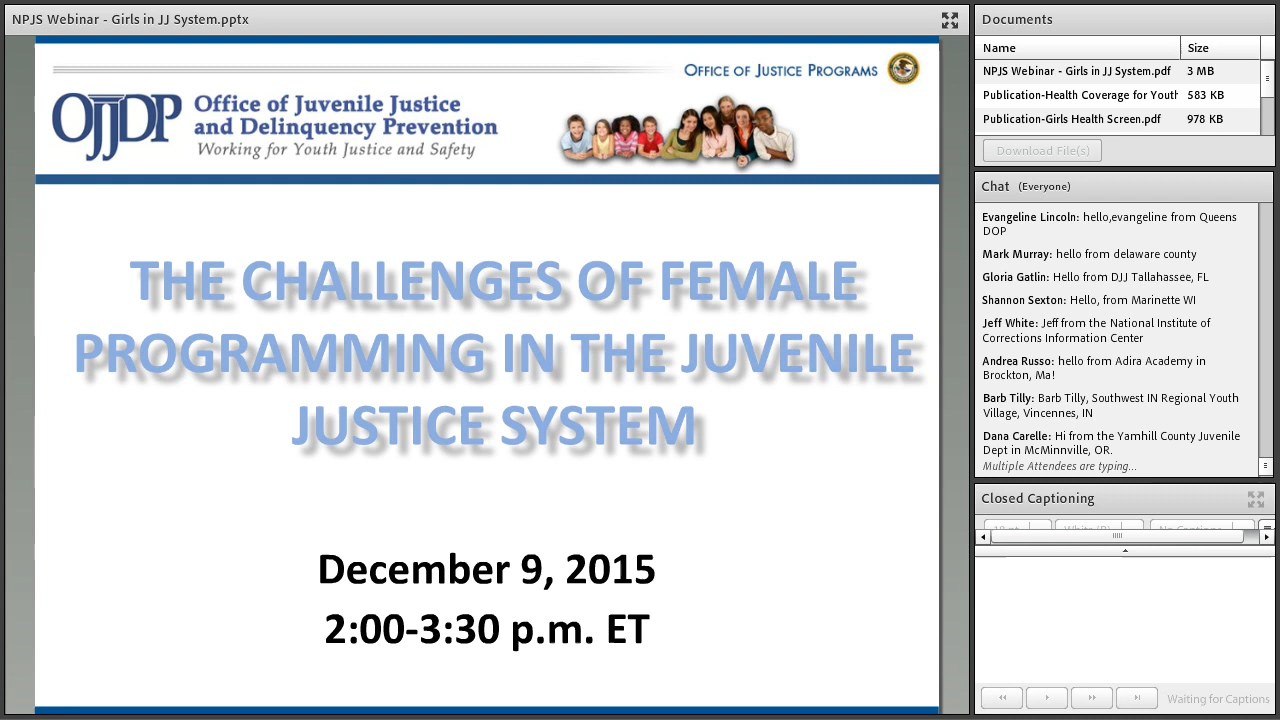 NPJS Webinar - Girls in JJ System.pptx
OFFICE OF JUSTICE PROGRAMS
OJJDP
Office of Juvenile Justice
and Delinquency Prevention
Working for Youth Justice and Safety
THE CHALLENGES OF FEMALE
PROGRAMMING IN THE JUVENILE
JUSTICE SYSTEM
December 9, 2015
2:00-3:30 p.m. ET
Documents
Name Size
NPJS Webinar - Girls in JJ System.pdf 3 MB
Publication-Health Coverage for Youth 583 KB
Publication-Girls Health Screen.pdf 978 KB
Download File(s)
Chat (Everyone)
Evangeline Lincoln: hello,evangeline from Queens
DOP
Mark Murray: hello from delaware county
Gloria Gatlin: Hello from DJJ Tallahassee, FL
Shannon Sexton: Hello, from Marinette WI
Jeff White: Jeff from the National Institute of
Corrections Information Center
Andrea Russo: hello from Adira Academy in
Brockton, Ma!
Barb Tilly: Barb Tilly, Southwest IN Regional Youth
Village, Vincennes, IN
Dana Carelle: Hi from the Yamhill County Juvenile
Dept in McMinnville, OR.
Multiple Attendees are typing...
Closed Captioning
Waiting for Captions